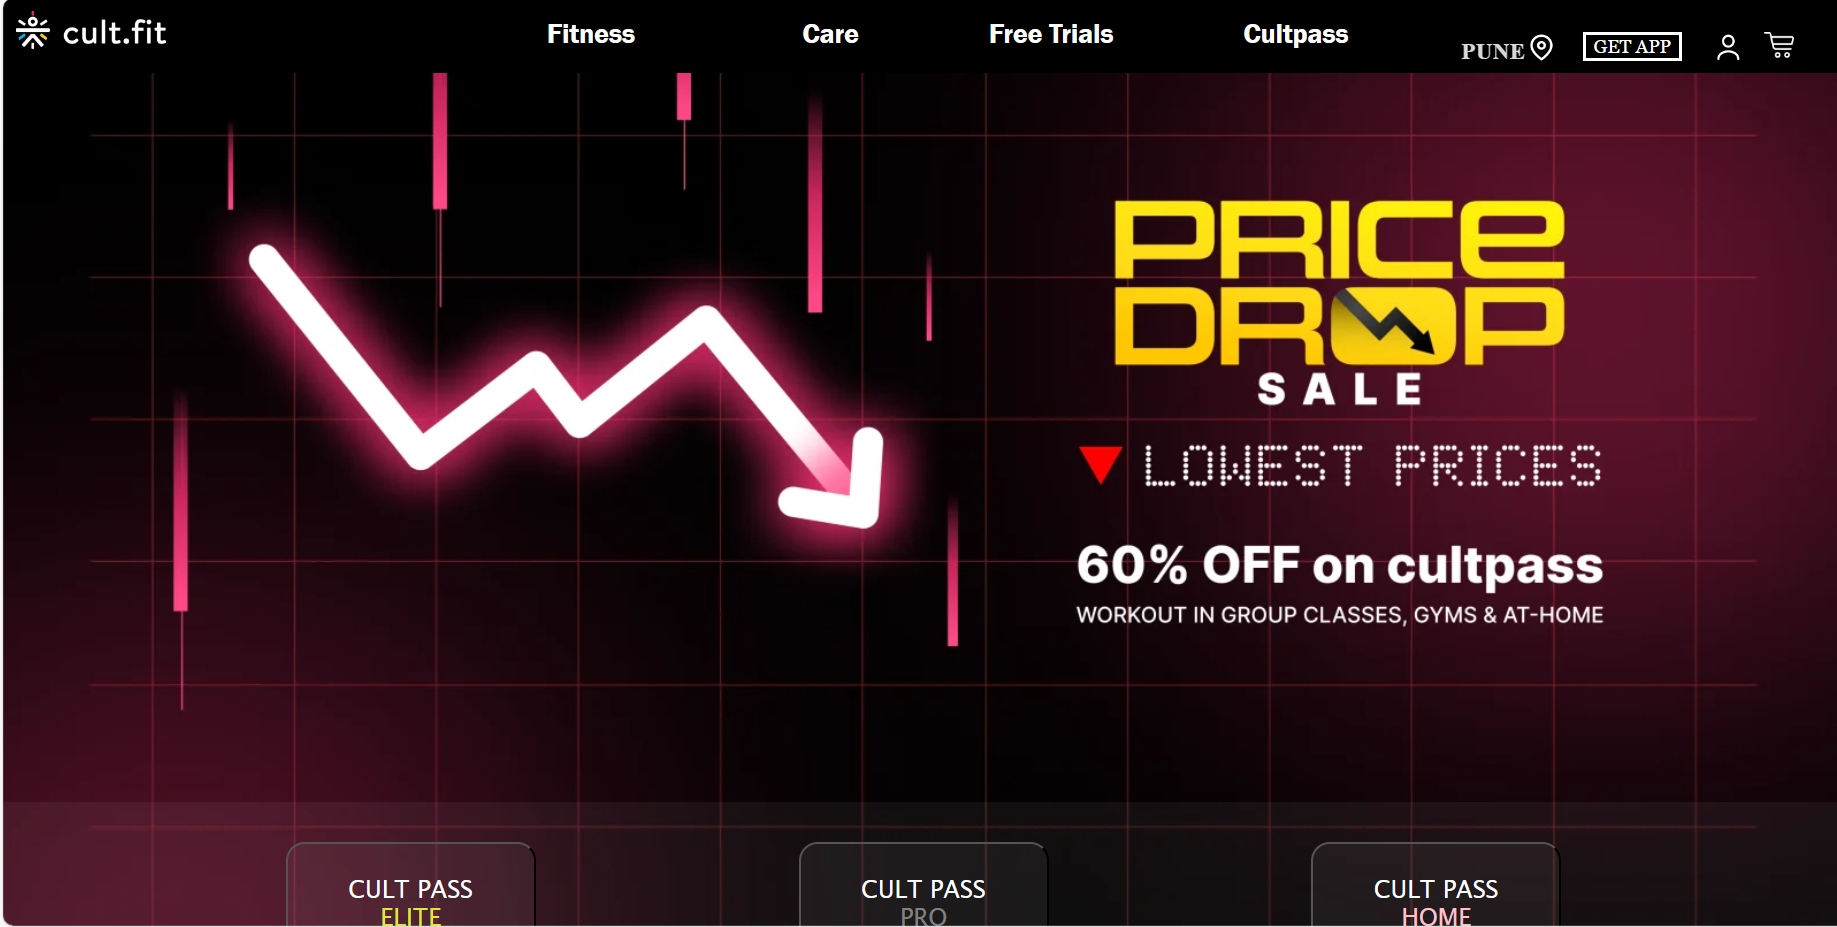 cult.fit
Fitness
Care
Free Trials
Cultpass
PUNE
GET APP
PRICE
DROP
SALE
LOWEST PRICES
60% OFF on cultpass
WORKOUT IN GROUP CLASSES, GYMS & AT-HOME
CULT PASS
ELITE
CULT PASS
PRO
CULT PASS
HOME